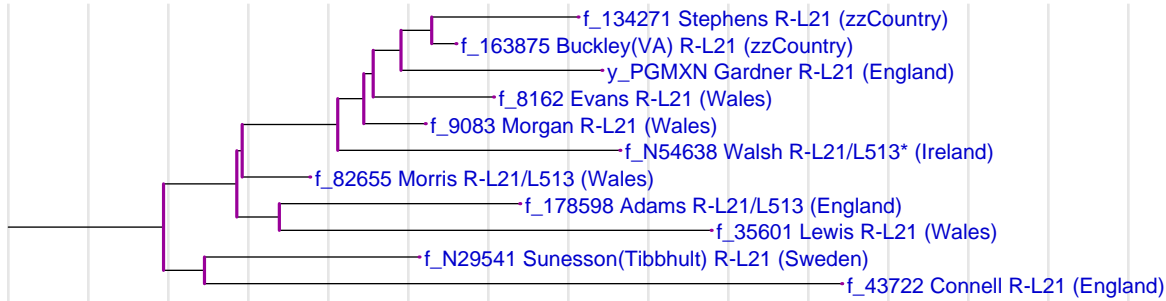 f_134271 Stephens R-L21 (zzCountry)
f_163875 Buckley(VA) R-L21 (zzCountry)
y_PGMXN Gardner R-L21 (England)
f_8162 Evans R-L21 (Wales)
f_9083 Morgan R-L21 (Wales)
f_N54638 Walsh R-L21/L513* (Ireland)
f_82655 Morris R-L21/L513 (Wales)
f_178598 Adams R-L21/L513 (England)
f_35601 Lewis R-L21 (Wales)
f_N29541 Sunesson(Tibbhult) R-L21 (Sweden)
f_43722 Connell R-L21 (England)